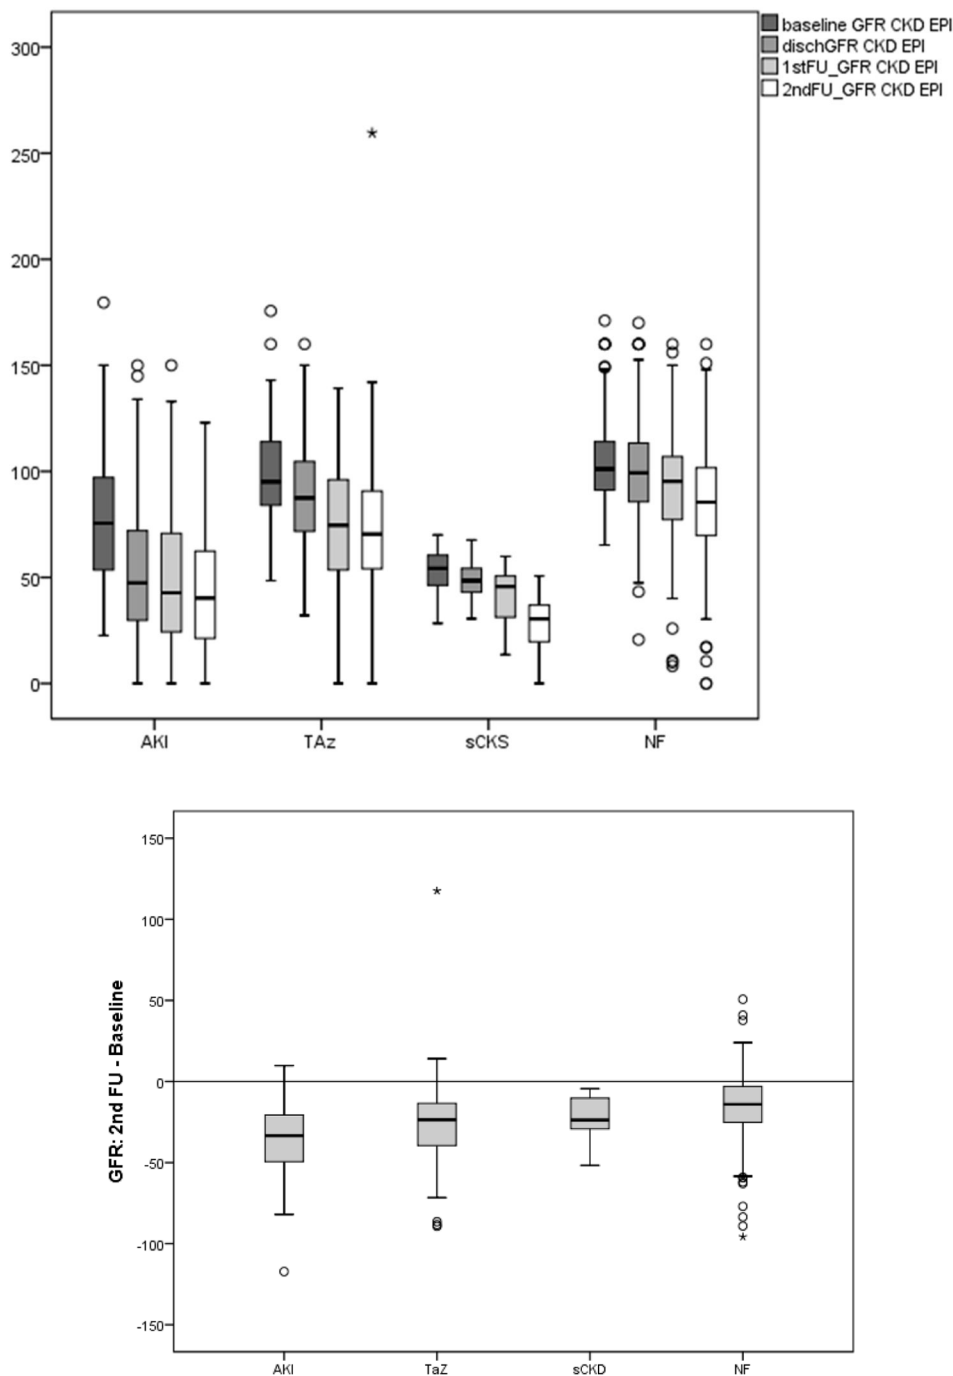 baseline GFR CKD EPI
dischGFR CKD EPI
1stFU_GFR CKD EPI
2ndFU_GFR CKD EPI
300
250
200
150
100
50
0
AKI TAz sCKS NF
GFR: 2nd FU - Baseline
150
100
50
0
-50
-100
-150
AKI TaZ sCKD NF